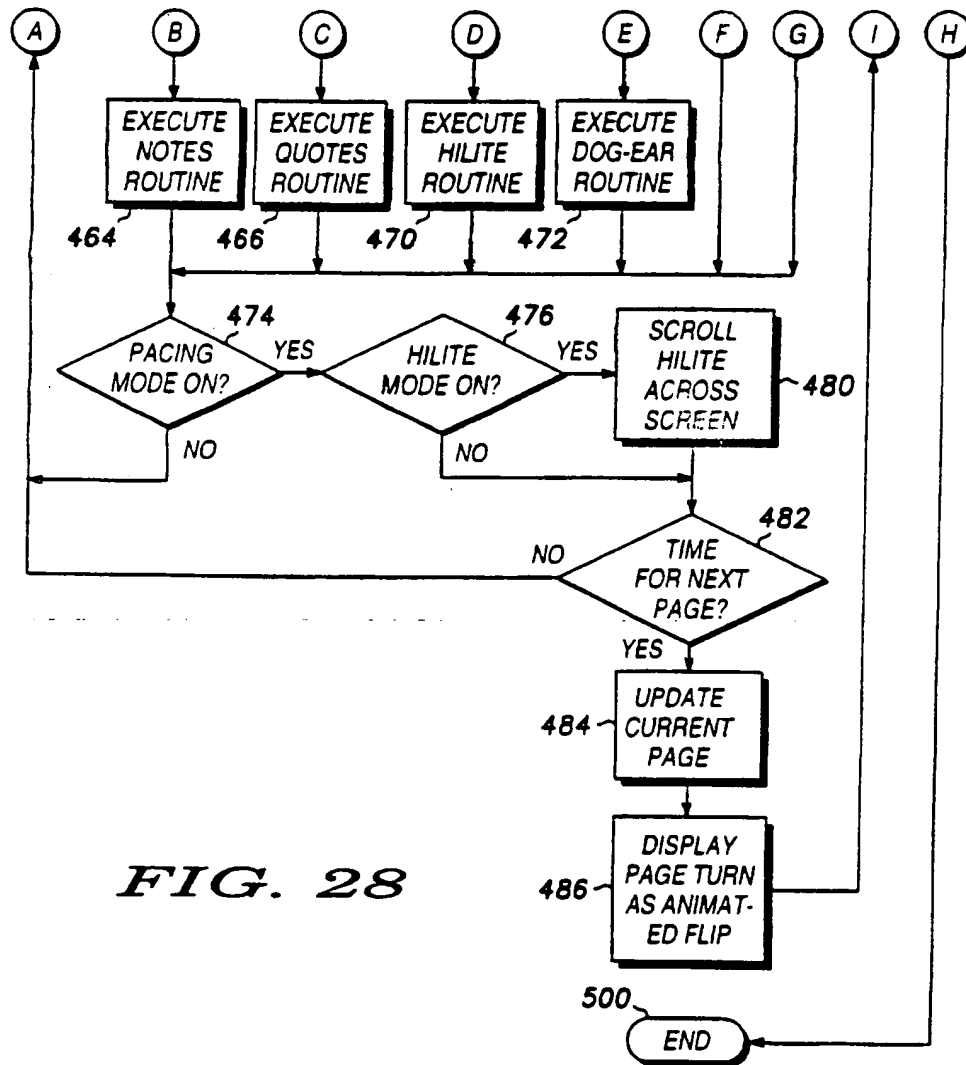 A
B
C
D
E
F
G
I
H
EXECUTE
NOTES
ROUTINE
464
EXECUTE
QUOTES
ROUTINE
466
EXECUTE
HILITE
ROUTINE
470
EXECUTE
DOG-EAR
ROUTINE
472
PACING
MODE ON?
474
YES
NO
HILITE
MODE ON?
476
YES
NO
SCROLL
HILITE
ACROSS
SCREEN
480
TIME
FOR NEXT
PAGE?
482
NO
YES
UPDATE
CURRENT
PAGE
484
DISPLAY
PAGE TURN
AS ANIMAT-
ED FLIP
486
FIG. 28
500
END